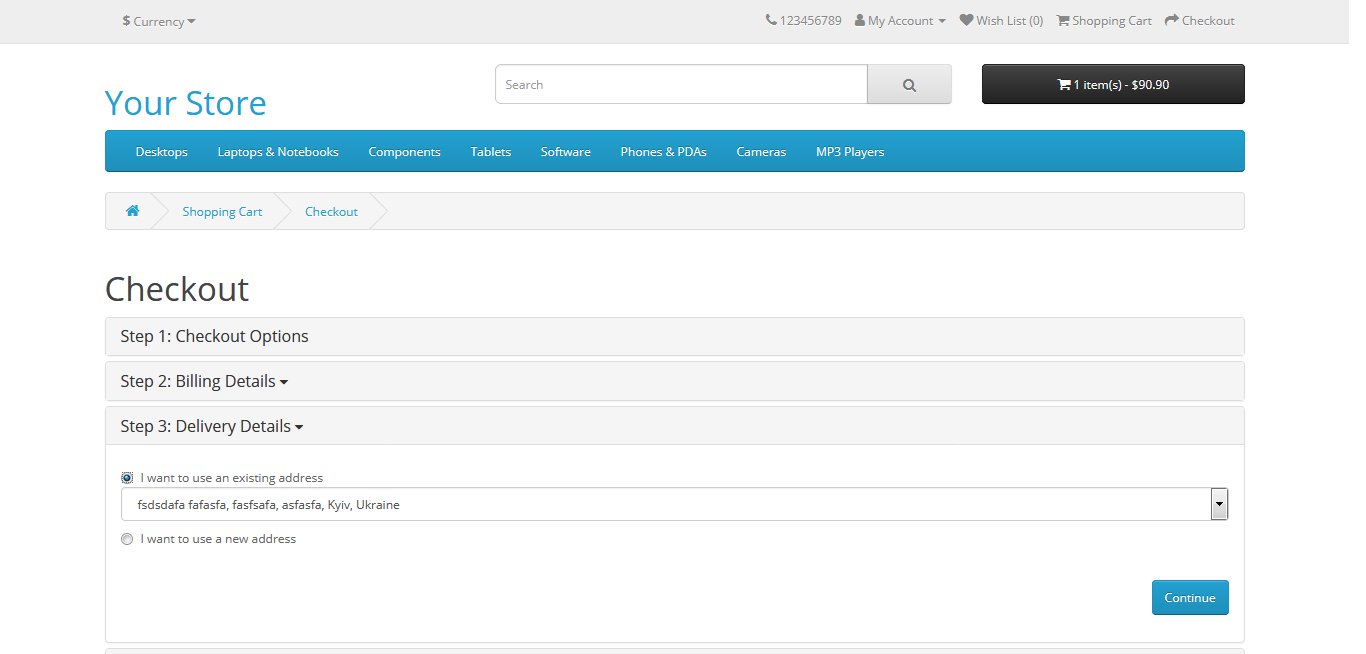 $ Currency
123456789 My Account Wish List (0) Shopping Cart Checkout
Your Store
Search
1 item(s) - $90.90
Desktops Laptops & Notebooks Components Tablets Software Phones & PDAs Cameras MP3 Players
Shopping Cart Checkout
Checkout
Step 1: Checkout Options
Step 2: Billing Details
Step 3: Delivery Details
I want to use an existing address
fsdsdafa fafasfa, fasfsafa, asfasfa, Kyiv, Ukraine
I want to use a new address
Continue